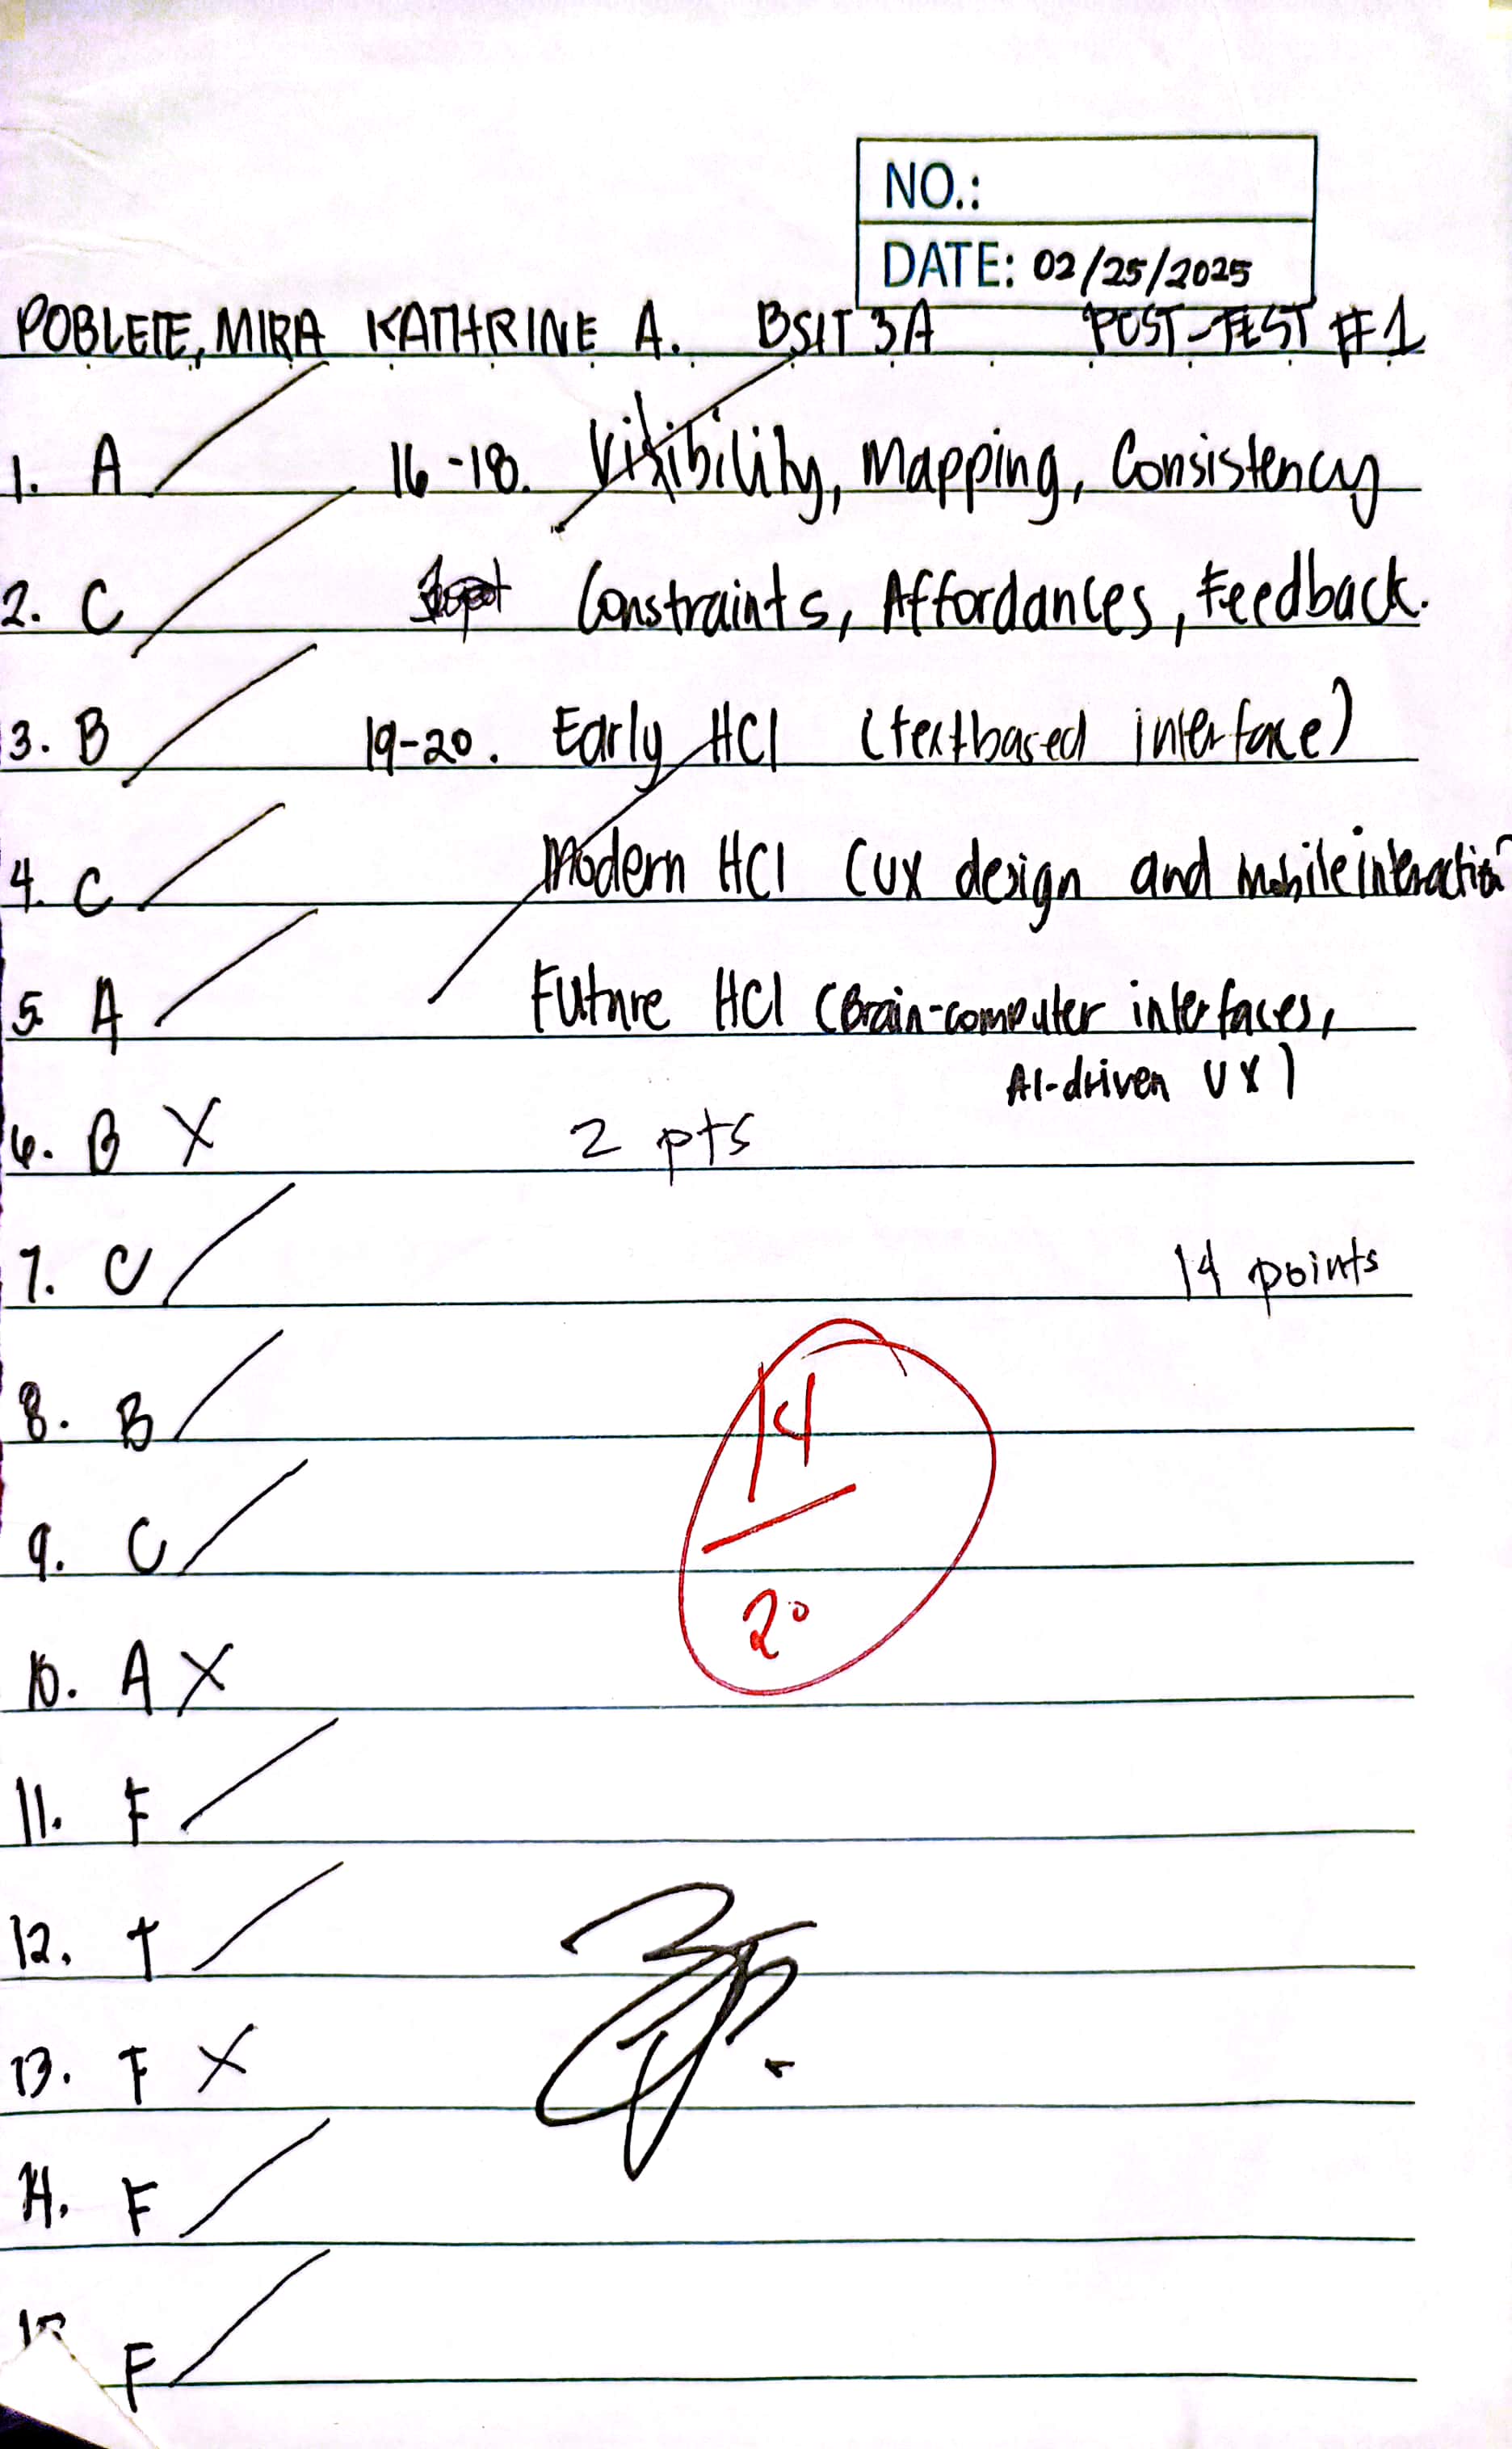 NO.:
DATE: 02/25/2025
POBLETE, MIRA KATHRINE A. BSIT 3A POST-TEST #1
1. A
2. C
3. B
4. C
5. A
6. B X
7. C
8. B
9. C
10. A X
11. F
12. T
13. F X
14. F
F
16-18. Visibility, Mapping, Consistency
Constraints, Affordances, Feedback.
19-20. Early HCI (textbased interface)
Modern HCI (UX design and mobile interaction
Future HCI (Brain-computer interfaces,
AI-driven UX)
2 pts
14 points
14
20